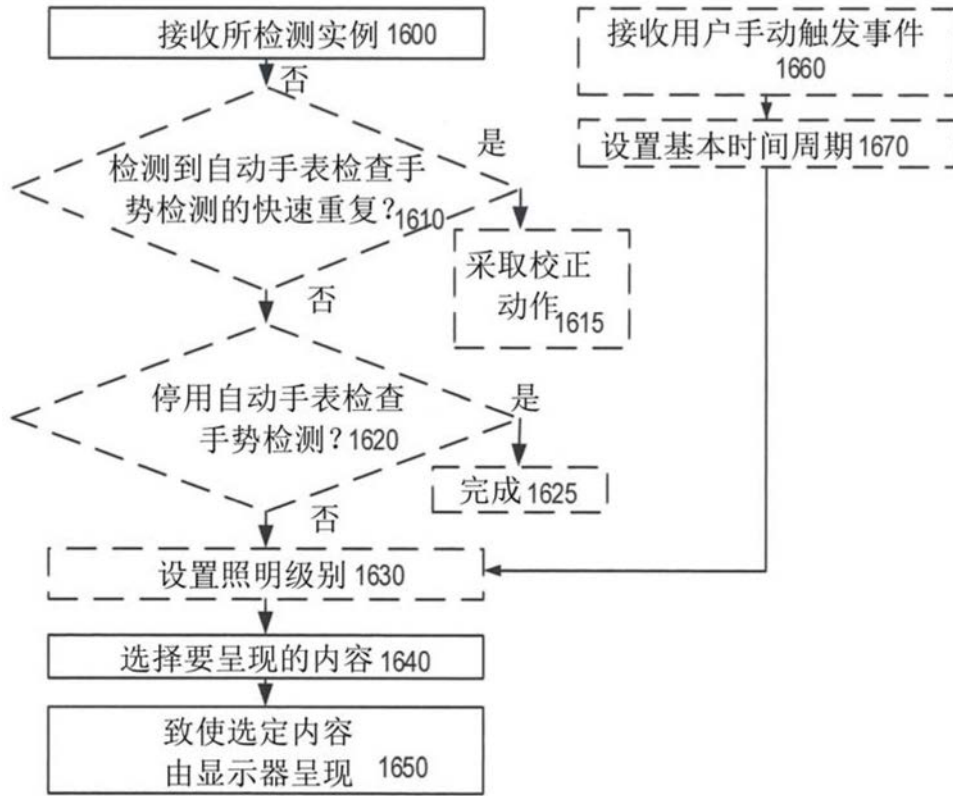 接收所检测实例 1600
否
检测到自动手表检查手
势检测的快速重复？1610
是
采取校正
动作 1615
否
停用自动手表检查
手势检测？1620
是
完成 1625
否
设置照明级别 1630
选择要呈现的内容 1640
致使选定内容
由显示器呈现 1650
接收用户手动触发事件
1660
设置基本时间周期 1670